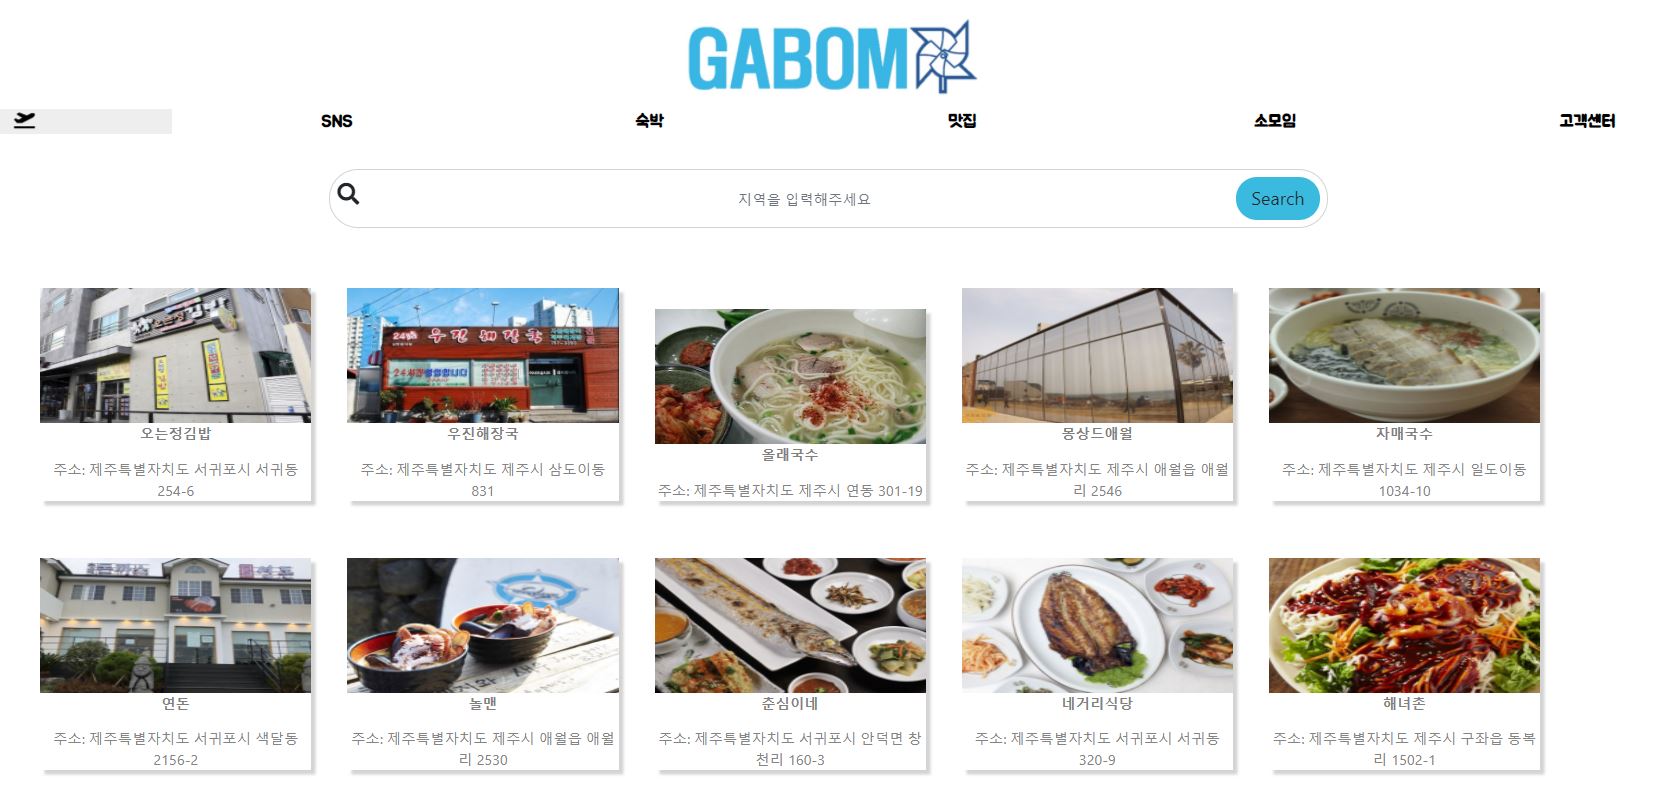 GABOM
SNS
숙박
맛집
소모임
고객센터
지역을 입력해주세요
Search
우진해장국
오는정김밥
주소: 제주특별자치도 서귀포시 서귀동
254-6
우진해장국
주소: 제주특별자치도 제주시 삼도이동
831
올래국수
주소: 제주특별자치도 제주시 연동 301-19
몽상드애월
주소: 제주특별자치도 제주시 애월읍 애월
리 2546
자매국수
주소: 제주특별자치도 제주시 일도이동
1034-10
연돈
주소: 제주특별자치도 서귀포시 색달동
2156-2
놀맨
주소: 제주특별자치도 제주시 애월읍 애월
리 2530
춘심이네
주소: 제주특별자치도 서귀포시 안덕면 창
천리 160-3
네거리식당
주소: 제주특별자치도 서귀포시 서귀동
320-9
해녀촌
주소: 제주특별자치도 제주시 구좌읍 동복
리 1502-1